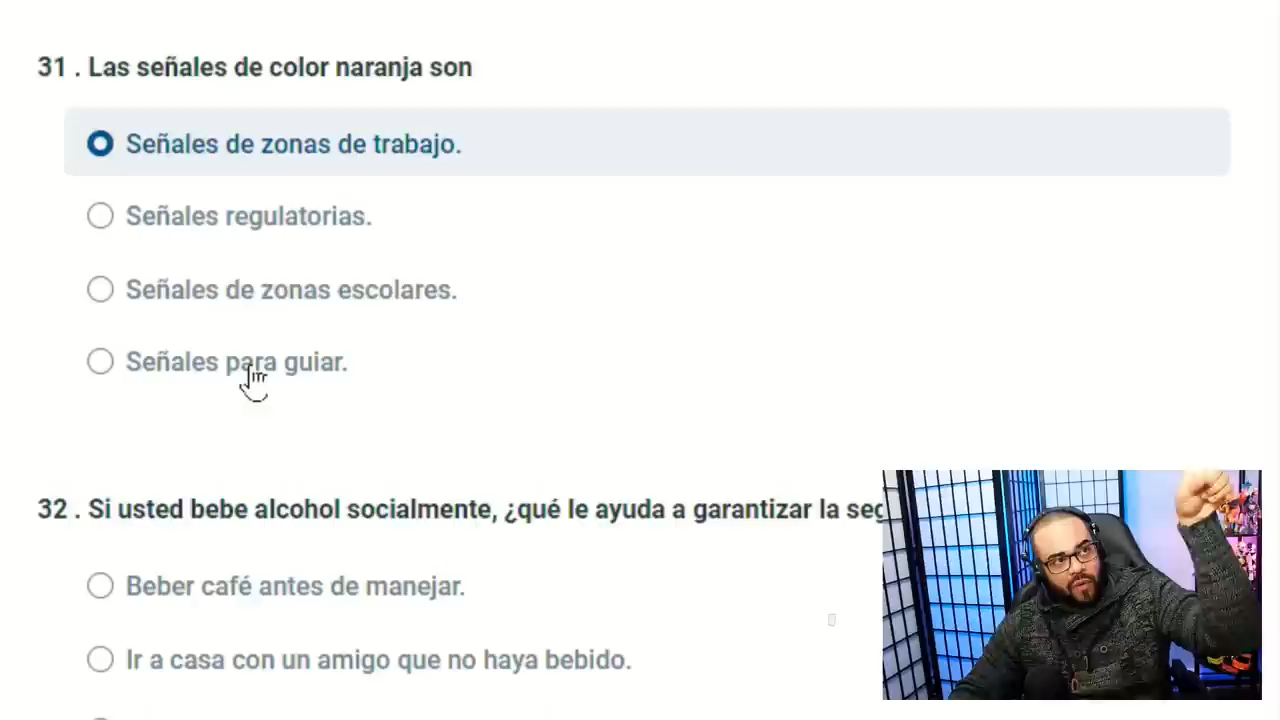 31 . Las señales de color naranja son
Señales de zonas de trabajo.
Señales regulatorias.
Señales de zonas escolares.
Señales para guiar.
32 . Si usted bebe alcohol socialmente, ¿qué le ayuda a garantizar la
Beber café antes de manejar.
Ir a casa con un amigo que no haya bebido.